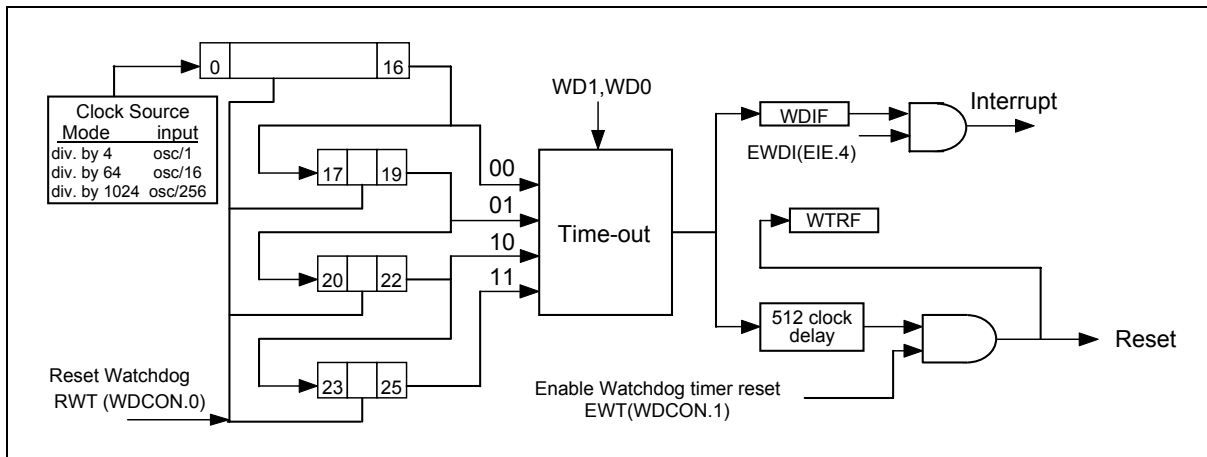 0 16
Clock Source
Mode input
div. by 4 osc/1
div. by 64 osc/16
div. by 1024 osc/256
17 19
20 22
23 25
Reset Watchdog
RWT (WDCON.0)
00
01
10
11
WD1,WD0
Time-out
WDIF
EWDI(EIE.4)
Interrupt
WTRF
512 clock
delay
Reset
Enable Watchdog timer reset
EWT(WDCON.1)